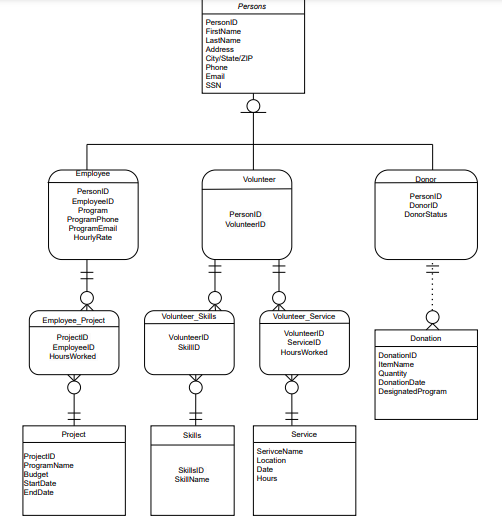 Persons
PersonID
FirstName
LastName
Address
City/State/ZIP
Phone
Email
SSN
Employee
PersonID
EmployeeID
Program
ProgramPhone
ProgramEmail
HourlyRate
Volunteer
PersonID
VolunteerID
Donor
PersonID
DonorID
DonorStatus
Employee_Project
ProjectID
EmployeeID
HoursWorked
Volunteer_Skills
VolunteerID
SkillID
Volunteer_Service
VolunteerID
ServiceID
HoursWorked
Donation
DonationID
ItemName
Quantity
DonationDate
DesignatedProgram
Project
ProjectID
ProgramName
Budget
StartDate
EndDate
Skills
SkillsID
SkillName
Service
SerivceName
Location
Date
Hours